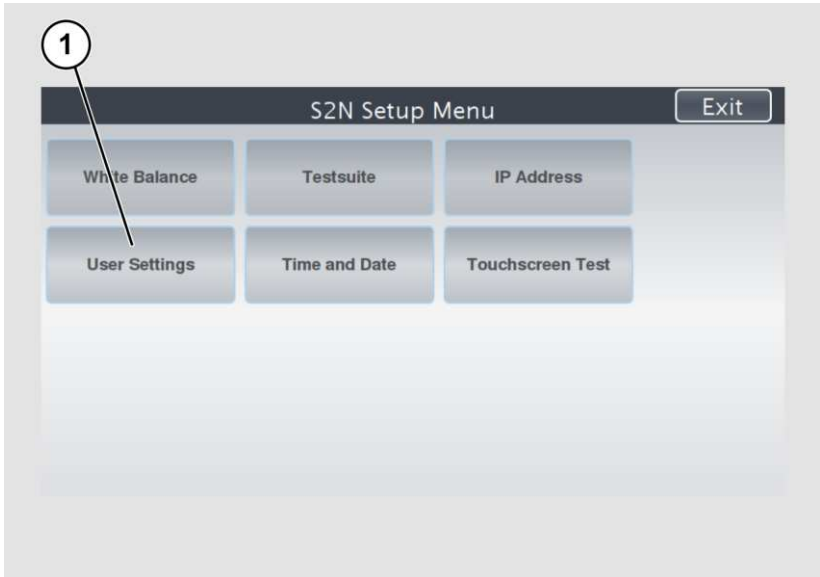 1
S2N Setup Menu Exit
White Balance Testsuite IP Address
User Settings Time and Date Touchscreen Test